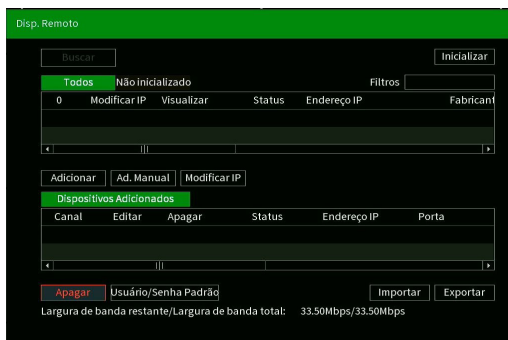 Disp. Remoto
Buscar Inicializar
Todos Não inicializado Filtros
0 Modificar IP Visualizar Status Endereço IP Fabricant
Adicionar Ad. Manual Modificar IP
Dispositivos Adicionados
Canal Editar Apagar Status Endereço IP Porta
Apagar Usuário/Senha Padrão Importar Exportar
Largura de banda restante/Largura de banda total: 33.50Mbps/33.50Mbps